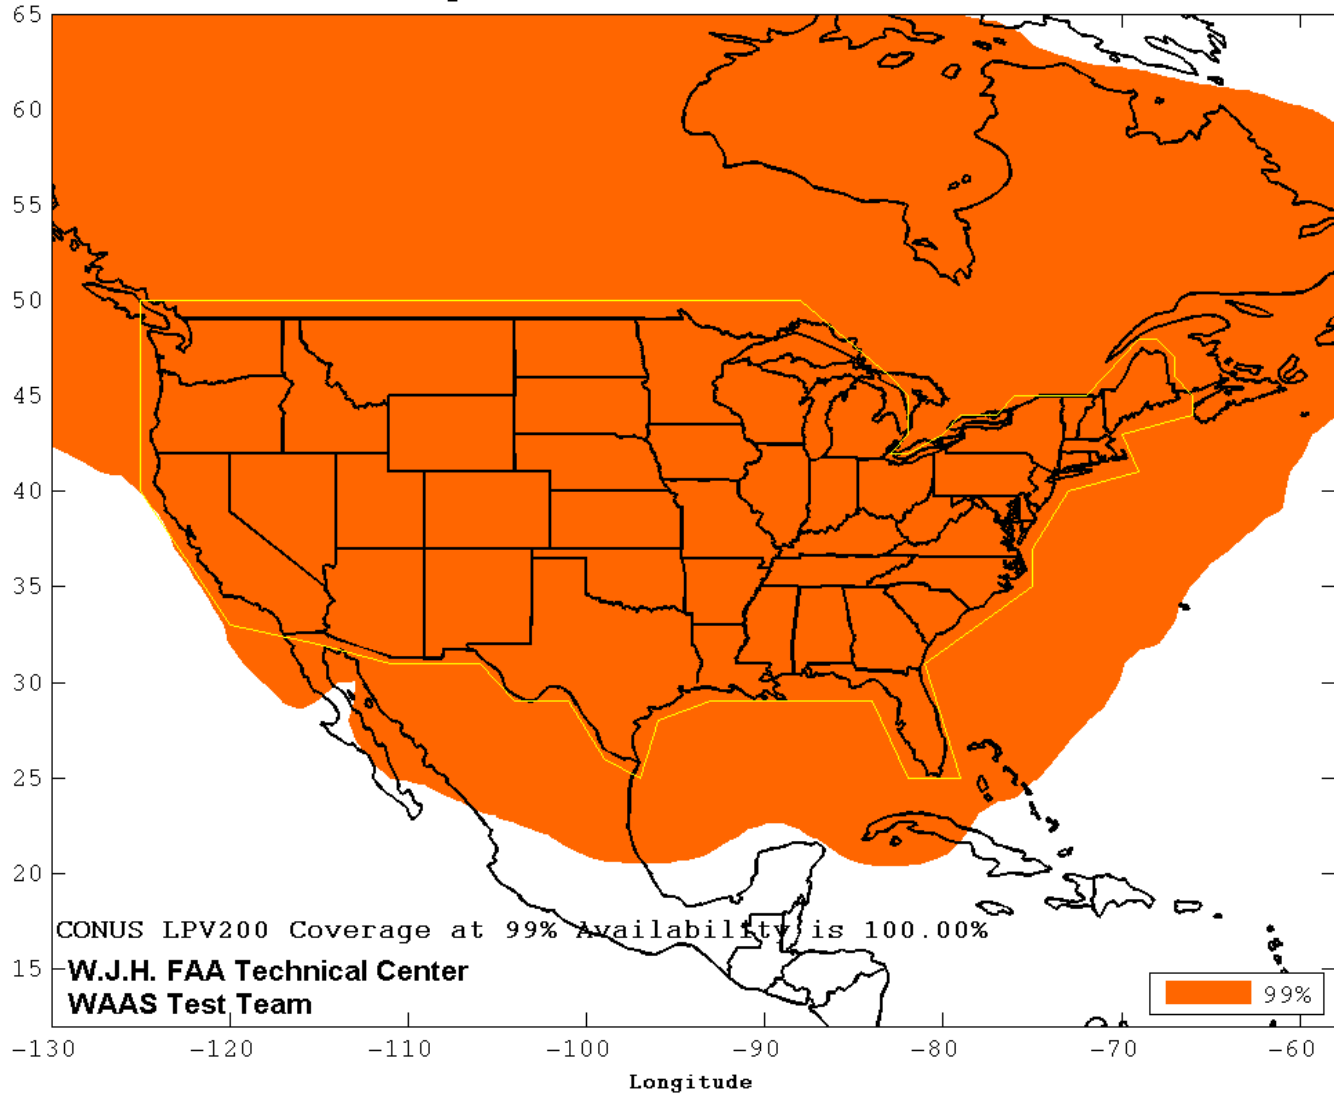 65
60
55
50
45
40
35
30
25
20
15
CONUS LPV200 Coverage at 99% Availability is 100.00%
W.J.H. FAA Technical Center
WAAS Test Team
99%
-130 -120 -110 -100 -90 -80 -70 -60
Longitude